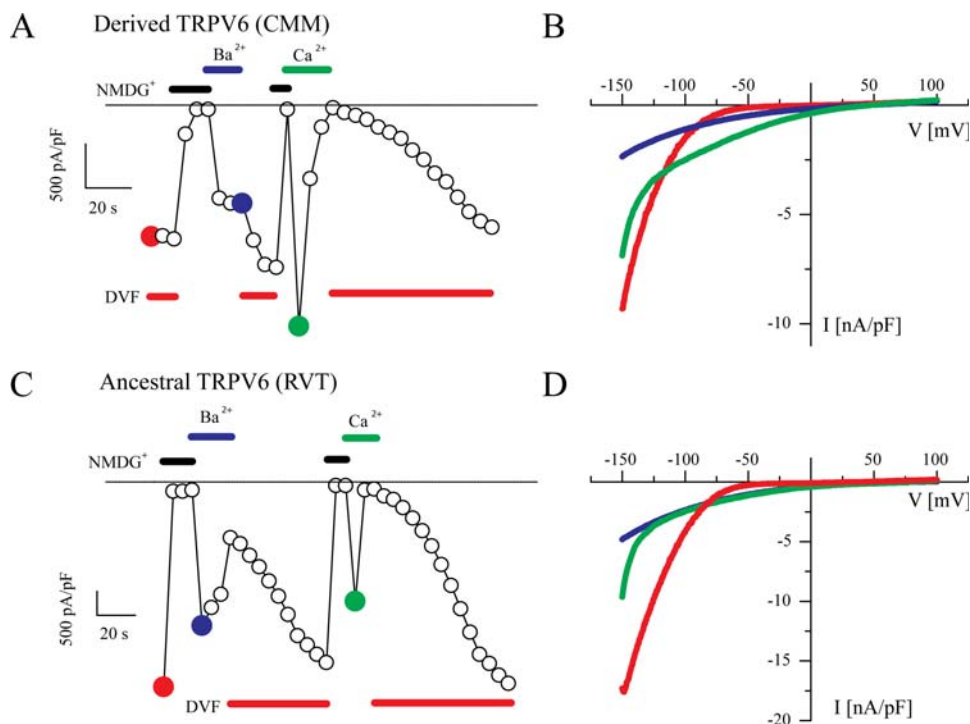 A Derived TRPV6 (CMM)
Ba²⁺ Ca²⁺
NMDG⁺
500 pA/pF
20 s
DVF
B
-150 -100 -50 0 50 100
V [mV]
-5
-10
I [nA/pF]
C Ancestral TRPV6 (RVT)
Ba²⁺ Ca²⁺
NMDG⁺
500 pA/pF
20 s
DVF
D
-150 -100 -50 0 50 100
V [mV]
-5
-10
-15
-20
I [nA/pF]